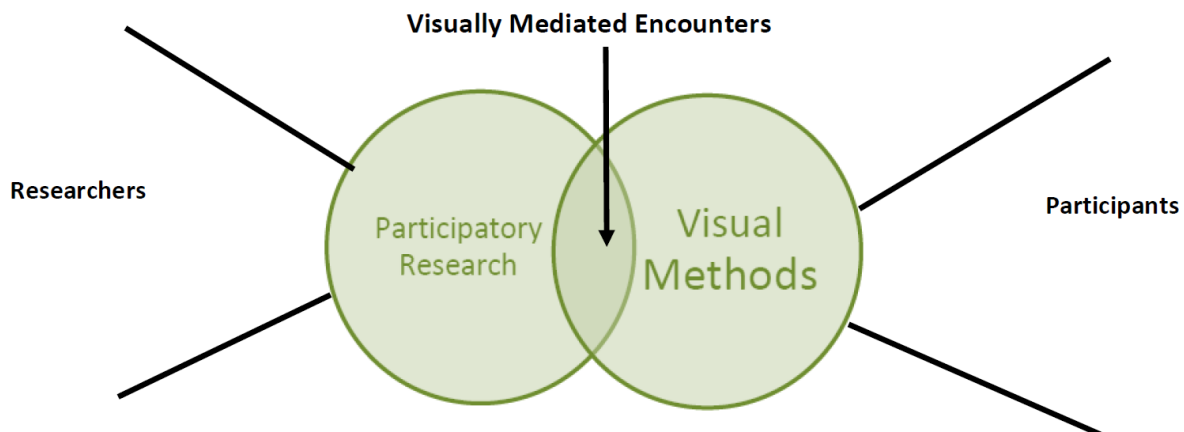 Visually Mediated Encounters
Researchers
Participatory
Research
Visual
Methods
Participants